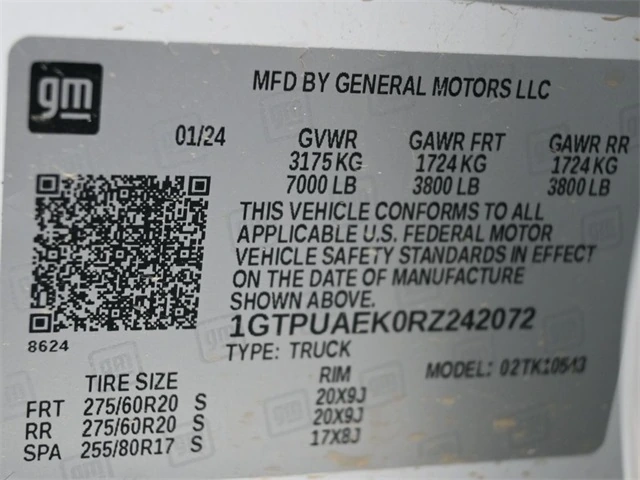 gm
MFD BY GENERAL MOTORS LLC
01/24 GVWR GAWR FRT GAWR RR
3175 KG 1724 KG 1724 KG
7000 LB 3800 LB 3800 LB
THIS VEHICLE CONFORMS TO ALL
APPLICABLE U.S. FEDERAL MOTOR
VEHICLE SAFETY STANDARDS IN EFFECT
ON THE DATE OF MANUFACTURE
SHOWN ABOVE.
8624
1GTPUAEK0RZ242072
TYPE: TRUCK MODEL: 02TK10543
TIRE SIZE RIM
FRT 275/60R20 S 20X9J
RR 275/60R20 S 20X9J
SPA 255/80R17 S 17X8J